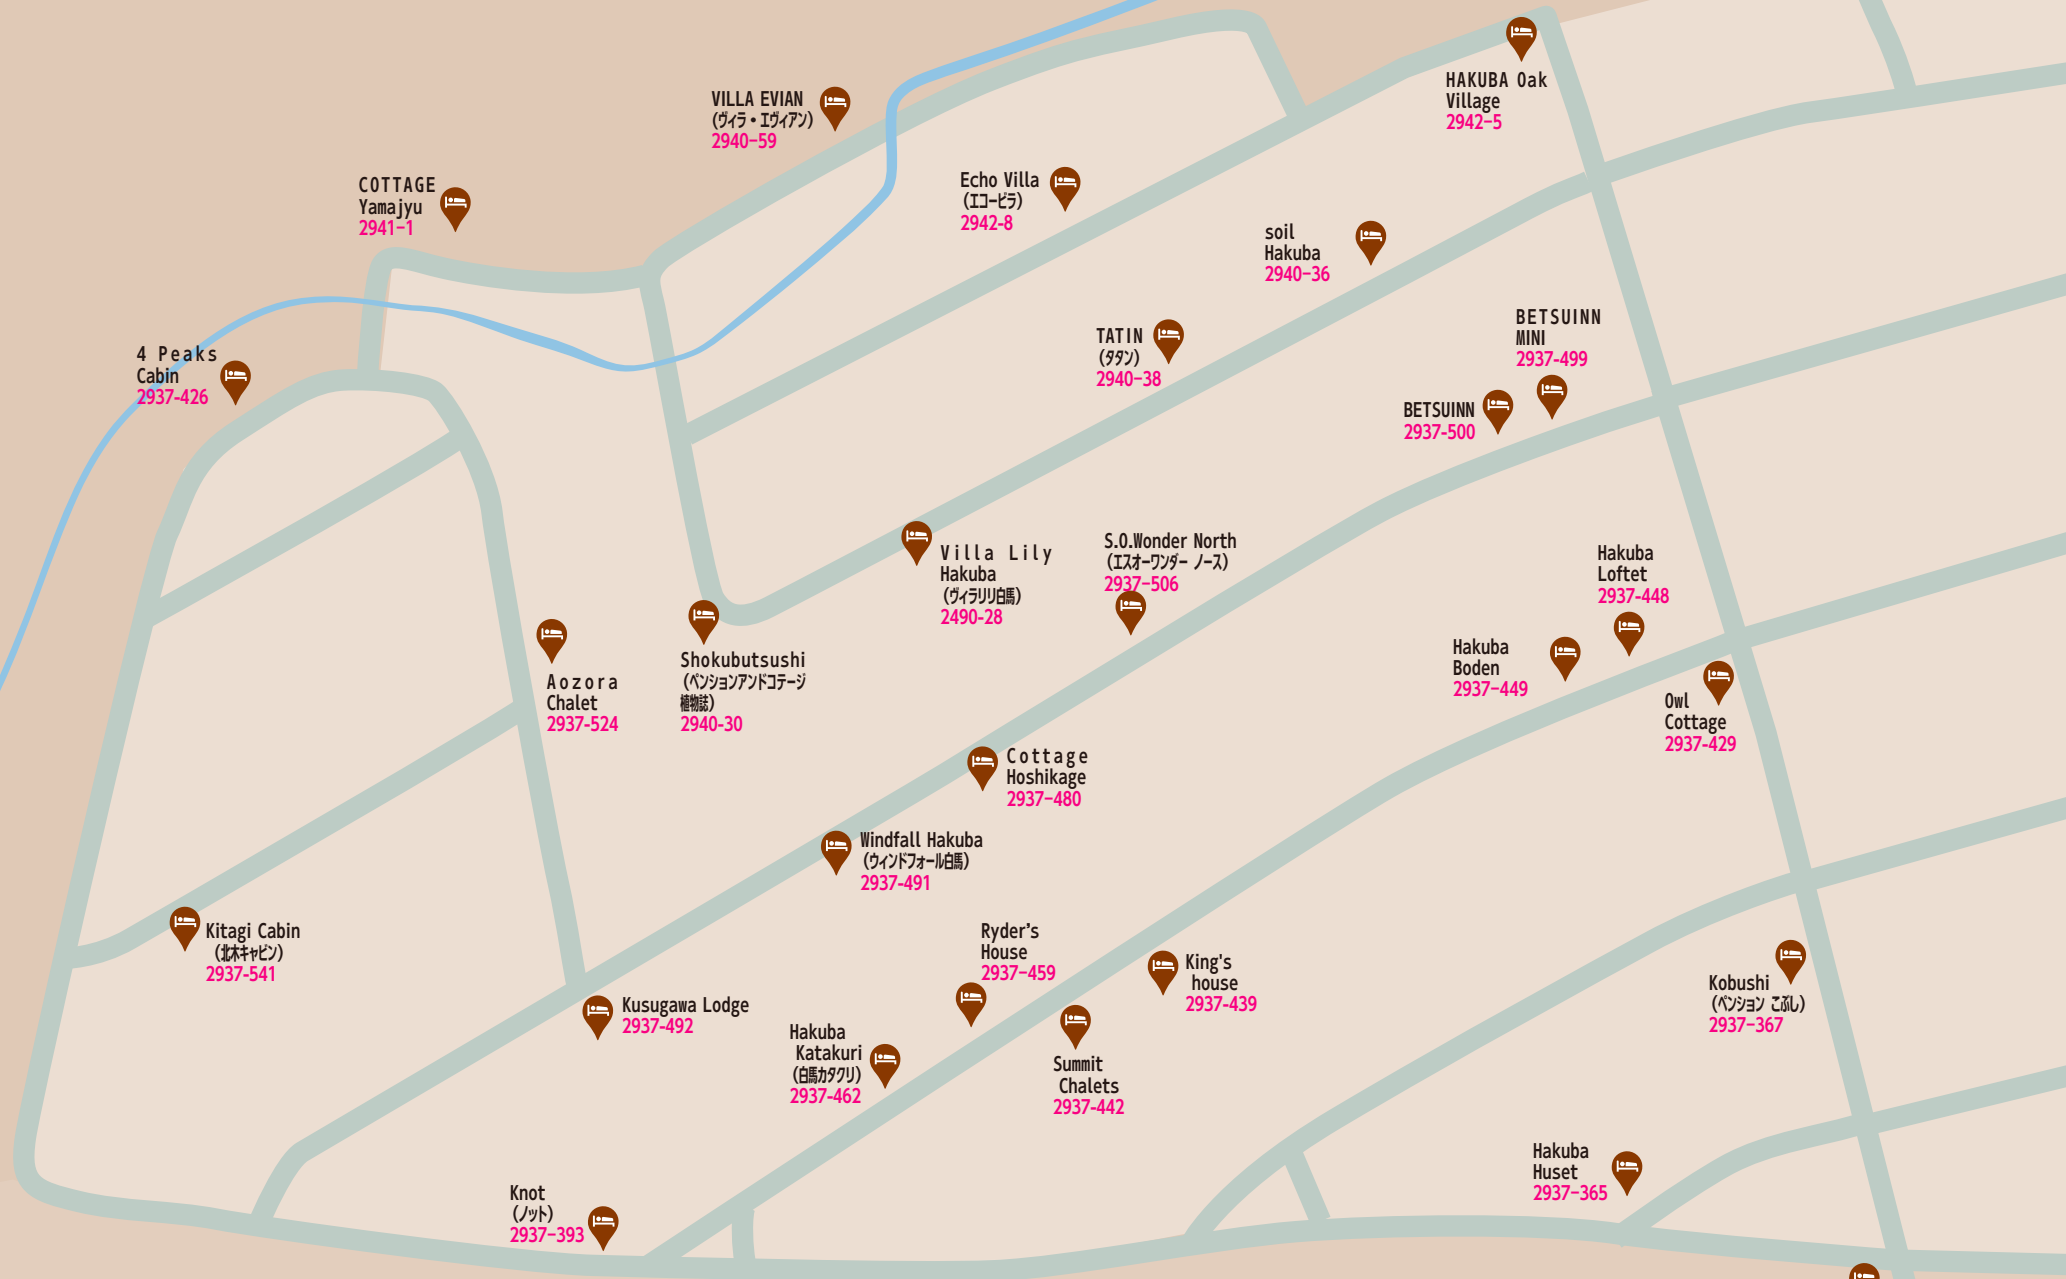 HAKUBA Oak
Village
2942-5
VILLA EVIAN
(ヴィラ・エヴィアン)
2940-59
COTTAGE
Yamajyu
2941-1
Echo Villa
(エコービラ)
2942-8
soil
Hakuba
2940-36
TATIN
(タタン)
2940-38
BETSUINN
MINI
2937-499
4 Peaks
Cabin
2937-426
BETSUINN
2937-500
Villa Lily
Hakuba
(ヴィラリリ白馬)
2490-28
S.O.Wonder North
(エスオーワンダー ノース)
2937-506
Hakuba
Loftet
2937-448
Hakuba
Boden
2937-449
Owl
Cottage
2937-429
Aozora
Chalet
2937-524
Shokubutsushi
(ペンションアンドコテージ
植物誌)
2940-30
Cottage
Hoshikage
2937-480
Windfall Hakuba
(ウィンドフォール白馬)
2937-491
Kitagi Cabin
(北木キャビン)
2937-541
Ryder's
House
2937-459
King's
house
2937-439
Kobushi
(ペンション こぶし)
2937-367
Kusugawa Lodge
2937-492
Hakuba
Katakuri
(白馬カタクリ)
2937-462
Summit
Chalets
2937-442
Hakuba
Huset
2937-365
Knot
(ノット)
2937-393